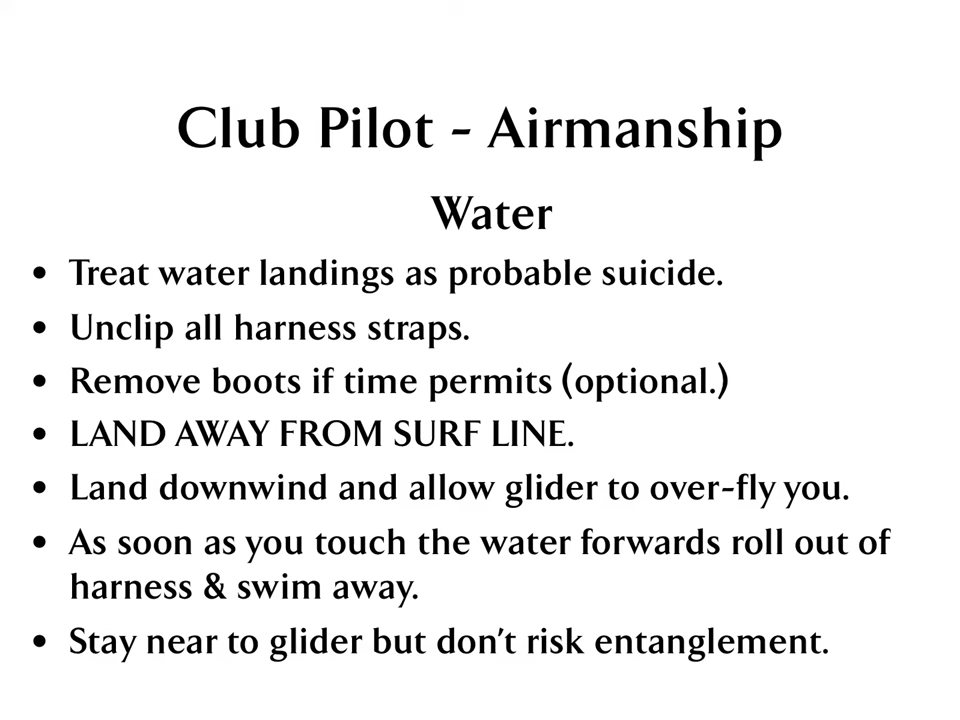 Club Pilot - Airmanship
Water
• Treat water landings as probable suicide.
• Unclip all harness straps.
• Remove boots if time permits (optional.)
• LAND AWAY FROM SURF LINE.
• Land downwind and allow glider to over-fly you.
• As soon as you touch the water forwards roll out of
harness & swim away.
• Stay near to glider but don’t risk entanglement.